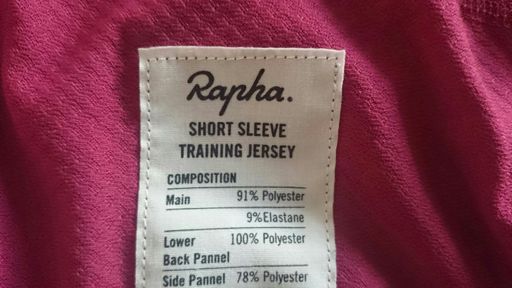 Rapha.
SHORT SLEEVE
TRAINING JERSEY
COMPOSITION
Main 91% Polyester
9%Elastane
Lower 100% Polyester
Back Pannel
Side Pannel 78% Polyester